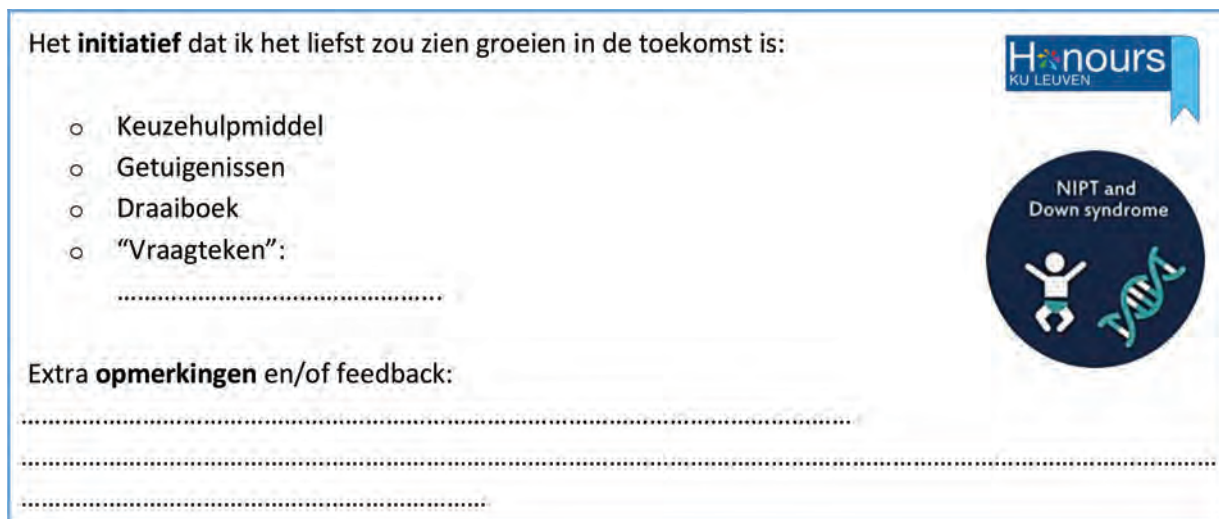 Het initiatief dat ik het liefst zou zien groeien in de toekomst is:
Honours
KU LEUVEN
o Keuzehulpmiddel
o Getuigenissen
o Draaiboek
o “Vraagteken”:
................................................
NIPT and
Down syndrome
Extra opmerkingen en/of feedback:
................................................................................................................................
................................................................................................................................................................................
......................................................................